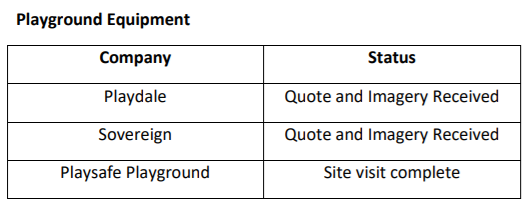 Playground Equipment
Company Status
Playdale Quote and Imagery Received
Sovereign Quote and Imagery Received
Playsafe Playground Site visit complete